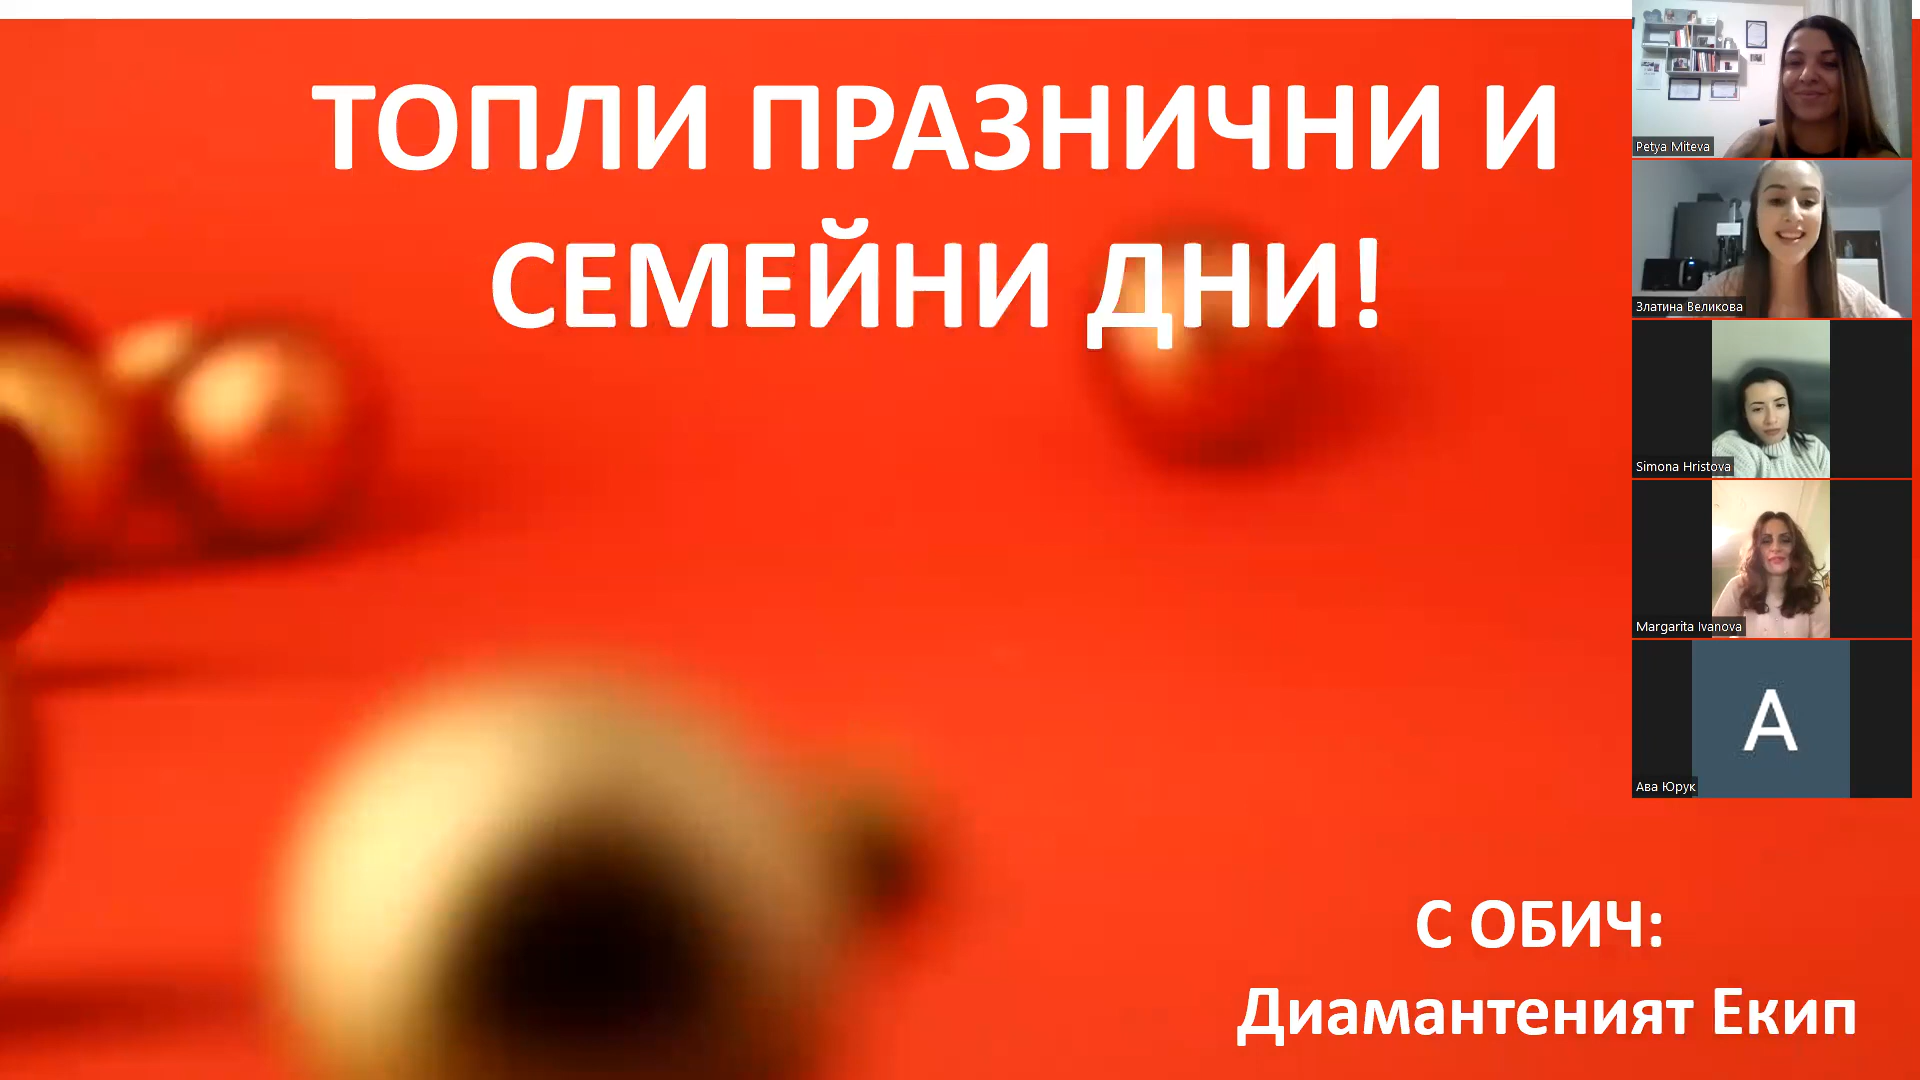 ТОПЛИ ПРАЗНИЧНИ И
СЕМЕЙНИ ДНИ!
С ОБИЧ:
Диамантеният Екип
Petya Miteva
Златина Великова
Simona Hristova
Margarita Ivanova
А
Ава Юрук